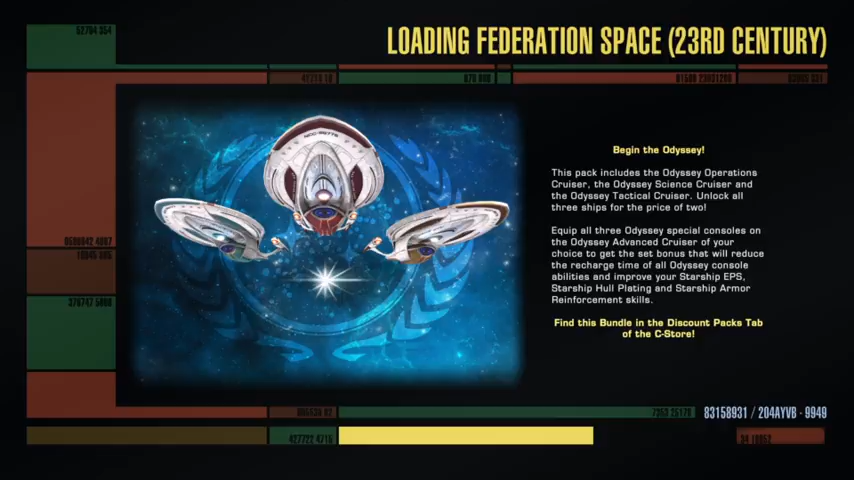 52794 354
LOADING FEDERATION SPACE (23RD CENTURY)
Begin the Odyssey!
This pack includes the Odyssey Operations
Cruiser, the Odyssey Science Cruiser and
the Odyssey Tactical Cruiser. Unlock all
three ships for the price of two!
Equip all three Odyssey special consoles on
the Odyssey Advanced Cruiser of your
choice to get the set bonus that will reduce
the recharge time of all Odyssey console
abilities and improve your Starship EPS,
Starship Hull Plating and Starship Armor
Reinforcement skills.
Find this Bundle in the Discount Packs Tab
of the C-Store!
83158931 / 204AYVB - 9949
427722 4715